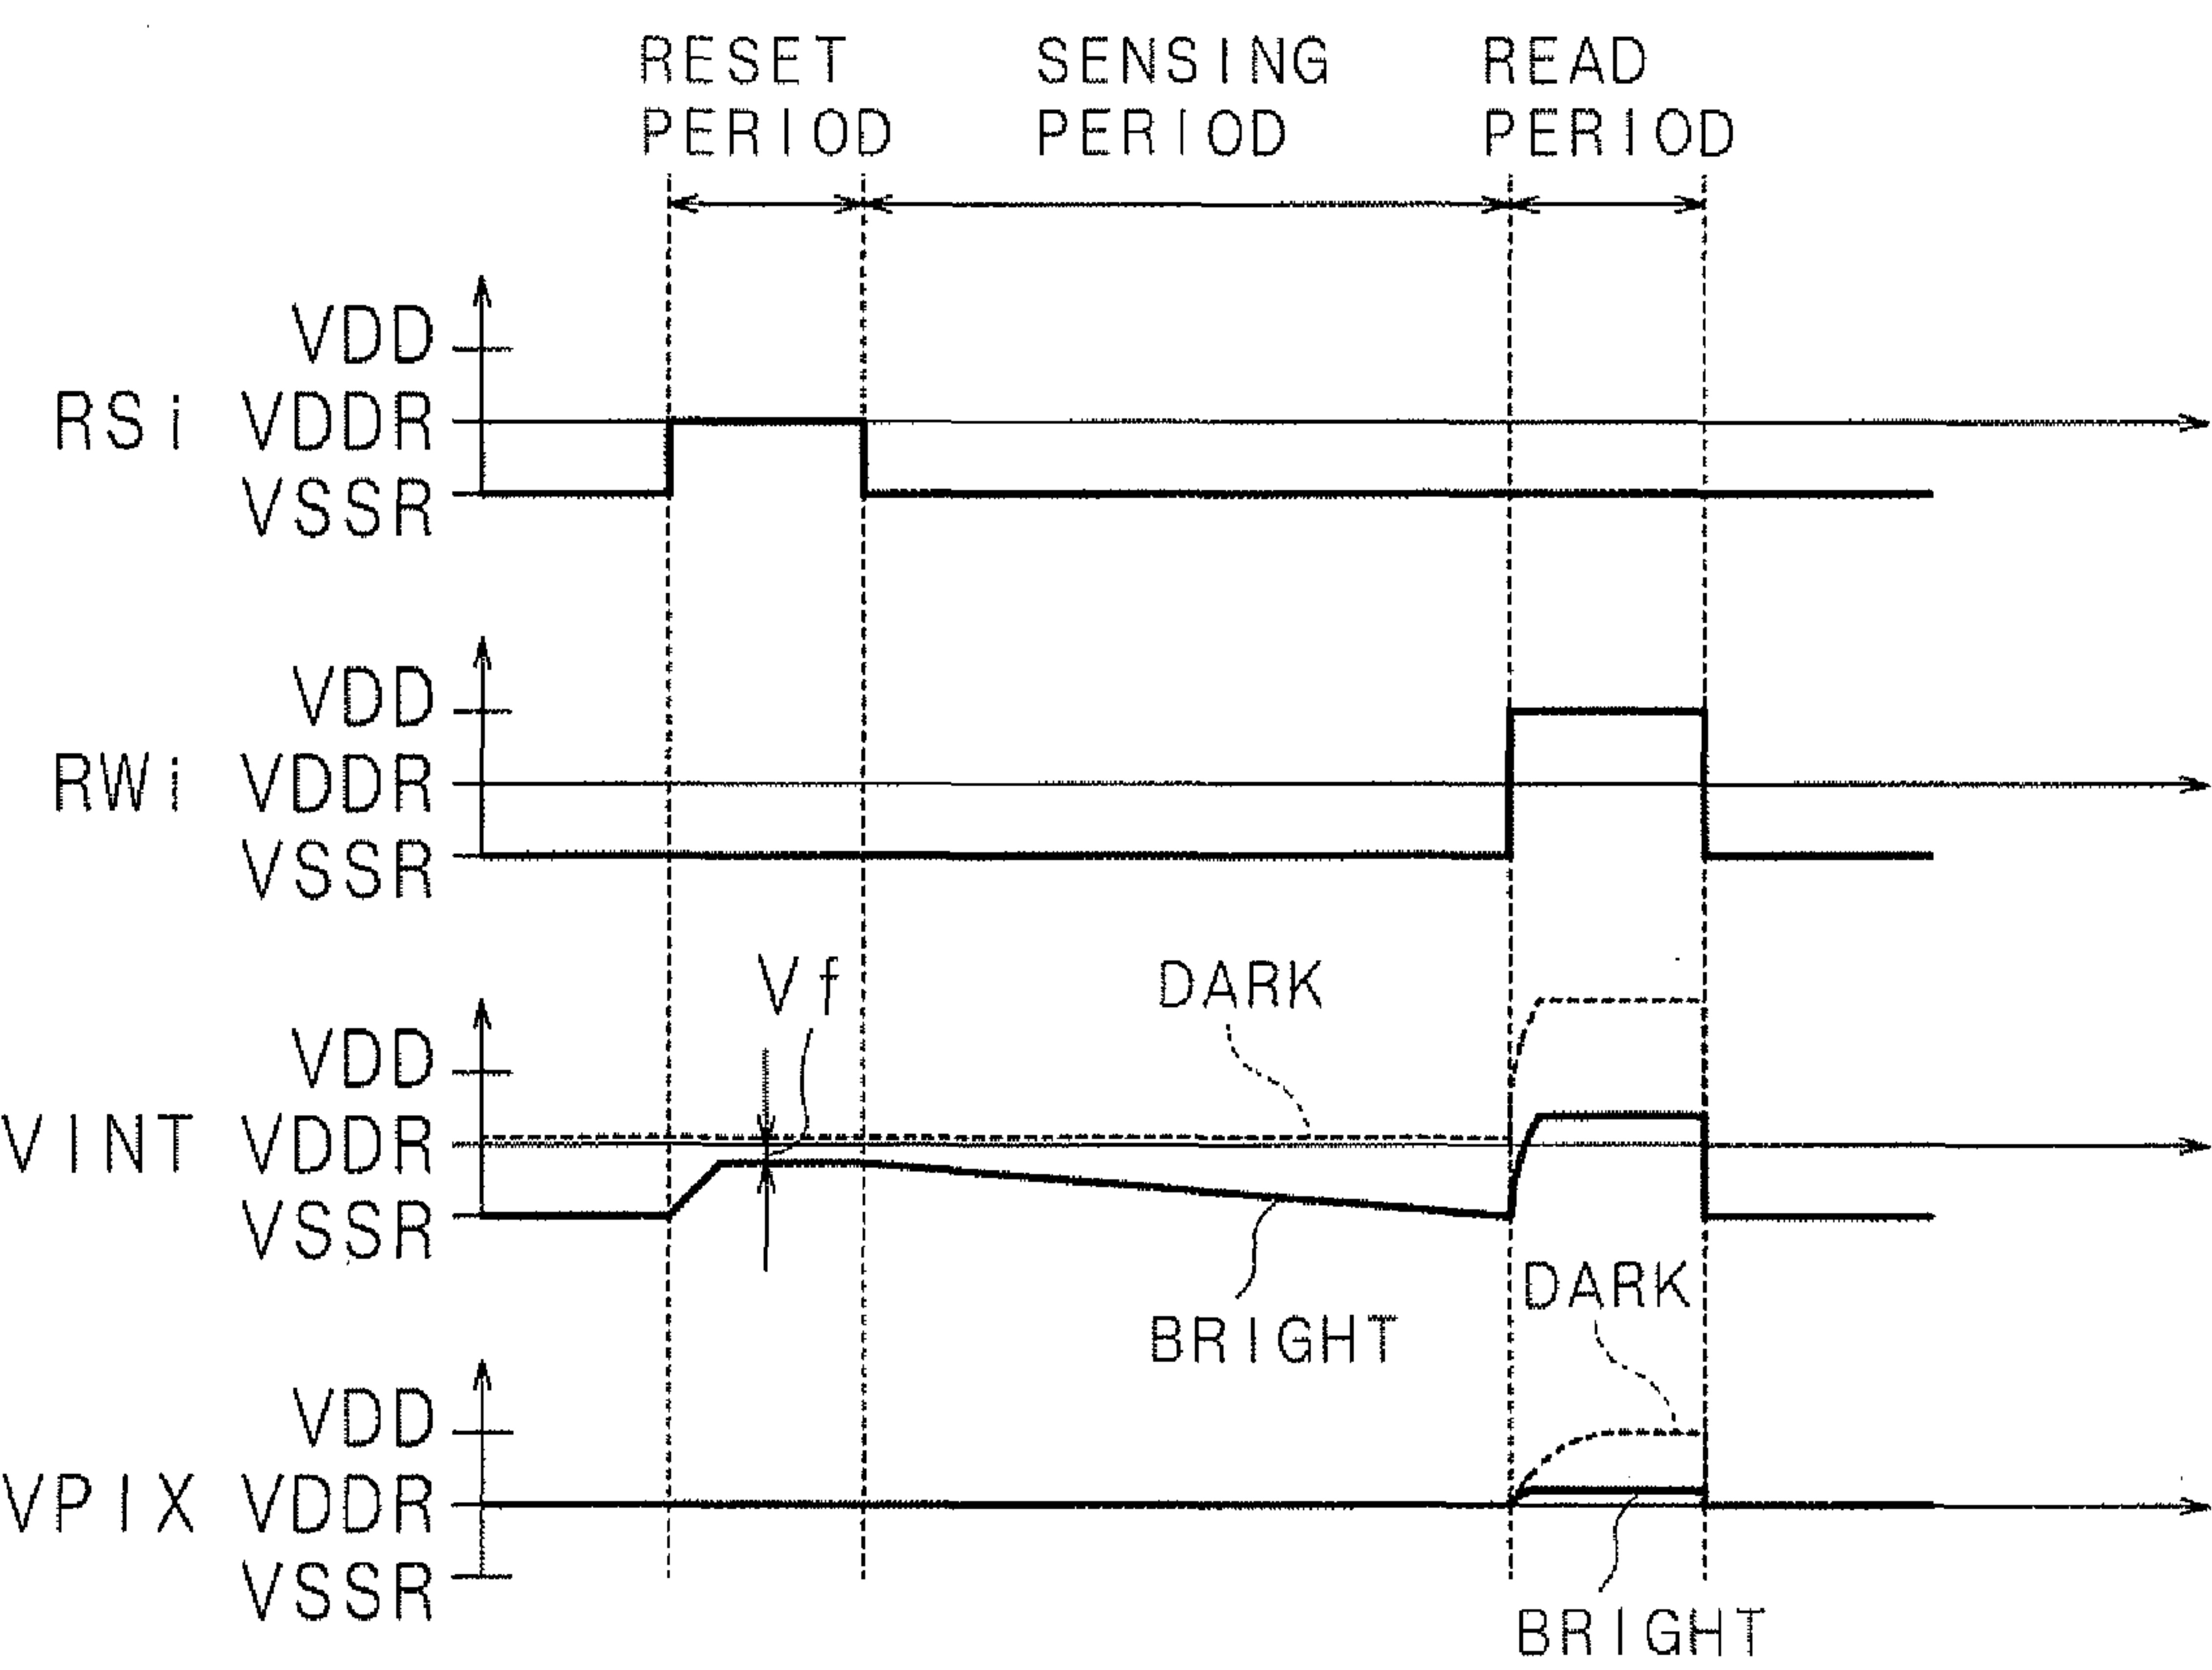 RESET SENSING READ
PERIOD PERIOD PERIOD
VDD
RSi VDDR
VSSR
VDD
RWi VDDR
VSSR
Vf DARK
VDD
VINT VDDR
VSSR
DARK
BRIGHT
VDD
VPIX VDDR
VSSR
BRIGHT